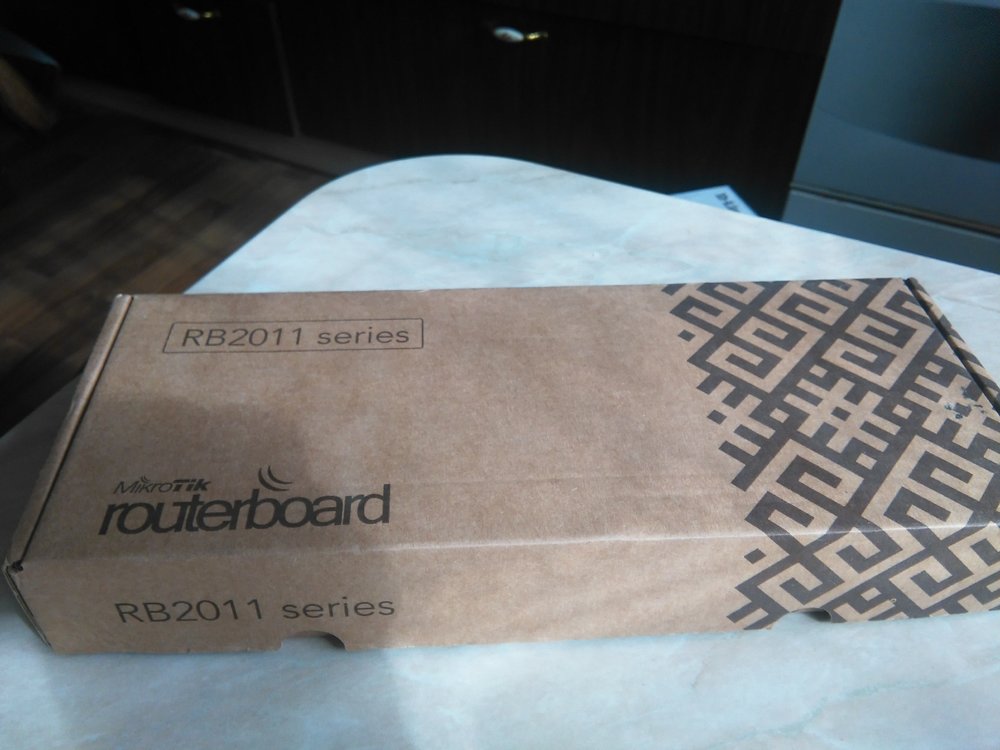 RB2011 series
MikroTik
routerboard
RB2011 series